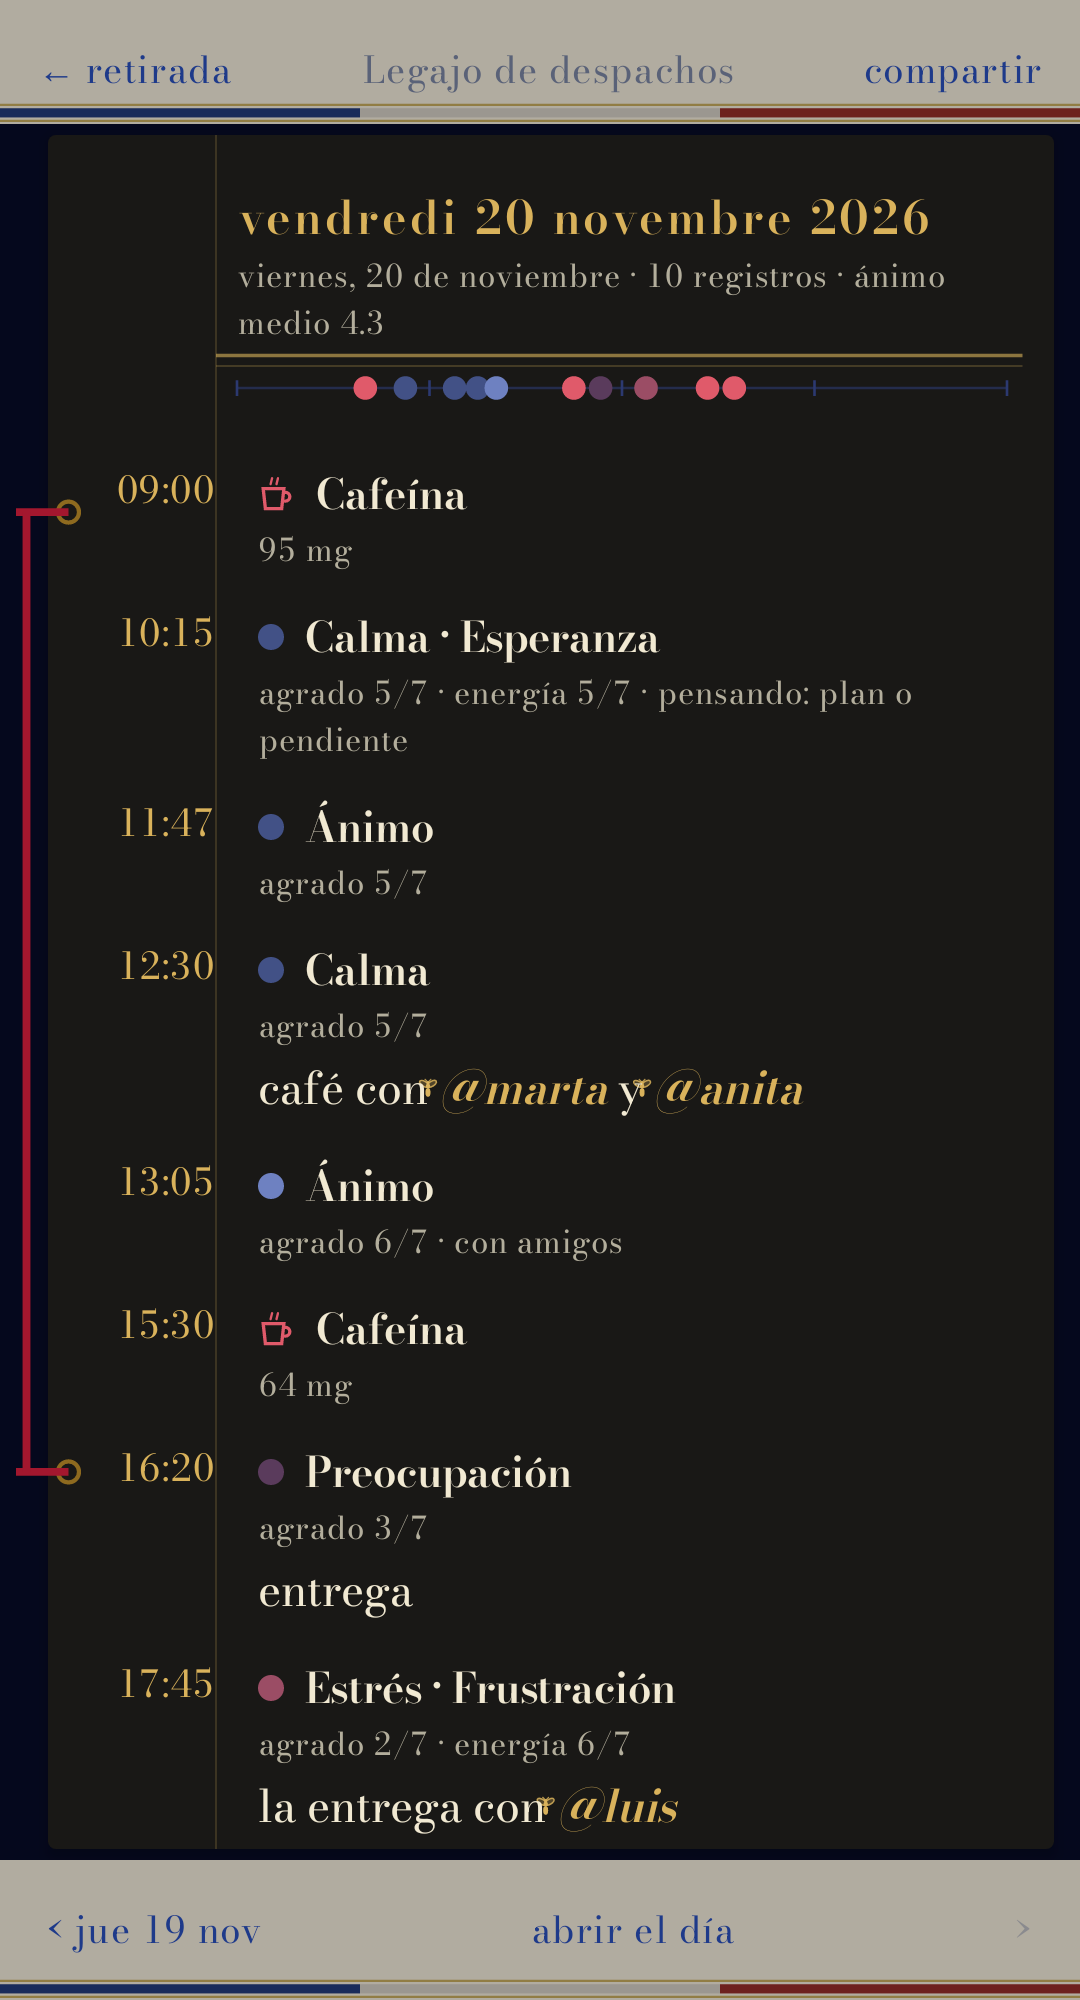 ← retirada
Legajo de despachos
compartir
vendredi 20 novembre 2026
viernes, 20 de noviembre · 10 registros · ánimo
medio 4.3
09:00 Cafeína
95 mg
10:15 Calma · Esperanza
agrado 5/7 · energía 5/7 · pensando: plan o
pendiente
11:47 Ánimo
agrado 5/7
12:30 Calma
agrado 5/7
café con @marta y @anita
13:05 Ánimo
agrado 6/7 · con amigos
15:30 Cafeína
64 mg
16:20 Preocupación
agrado 3/7
entrega
17:45 Estrés · Frustración
agrado 2/7 · energía 6/7
la entrega con @luis
‹ jue 19 nov
abrir el día
›